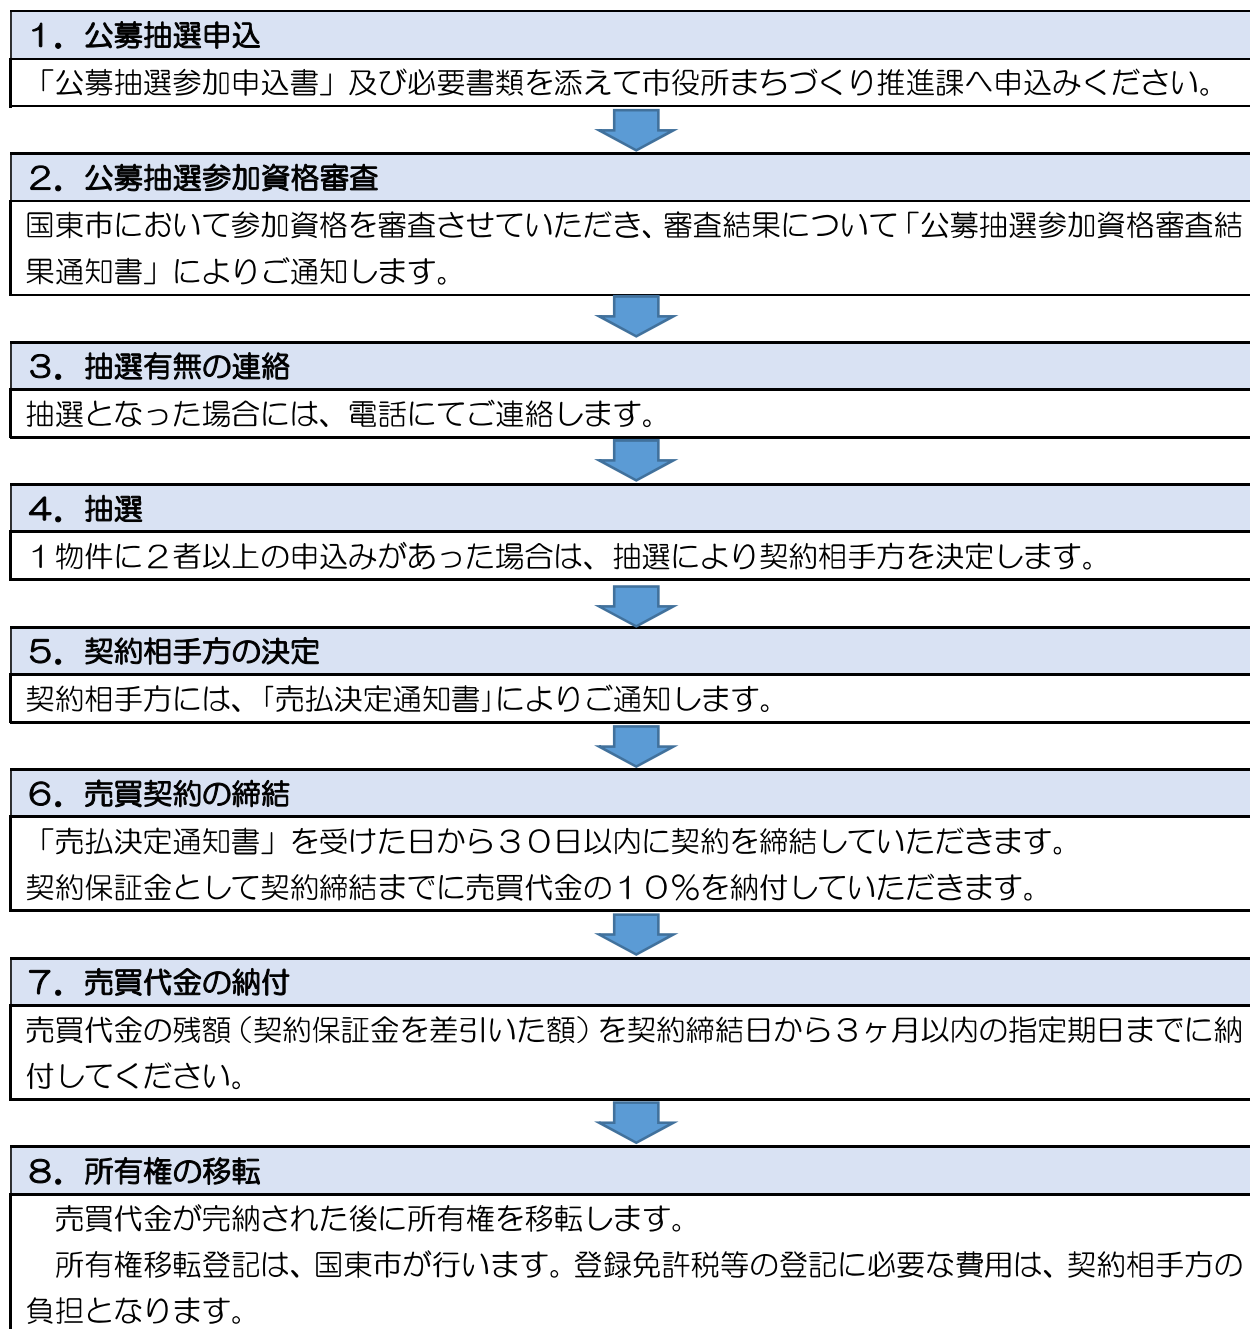 １．公募抽選申込
「公募抽選参加申込書」及び必要書類を添えて市役所まちづくり推進課へ申込みください。
２．公募抽選参加資格審査
国東市において参加資格を審査させていただき、審査結果について「公募抽選参加資格審査結
果通知書」によりご通知します。
３．抽選有無の連絡
抽選となった場合には、電話にてご連絡します。
４．抽選
１物件に２者以上の申込みがあった場合は、抽選により契約相手方を決定します。
５．契約相手方の決定
契約相手方には、「売払決定通知書」によりご通知します。
６．売買契約の締結
「売払決定通知書」を受けた日から３０日以内に契約を締結していただきます。
契約保証金として契約締結までに売買代金の１０％を納付していただきます。
７．売買代金の納付
売買代金の残額（契約保証金を差引いた額）を契約締結日から３ヶ月以内の指定期日までに納
付してください。
８．所有権の移転
売買代金が完納された後に所有権を移転します。
所有権移転登記は、国東市が行います。登録免許税等の登記に必要な費用は、契約相手方の
負担となります。